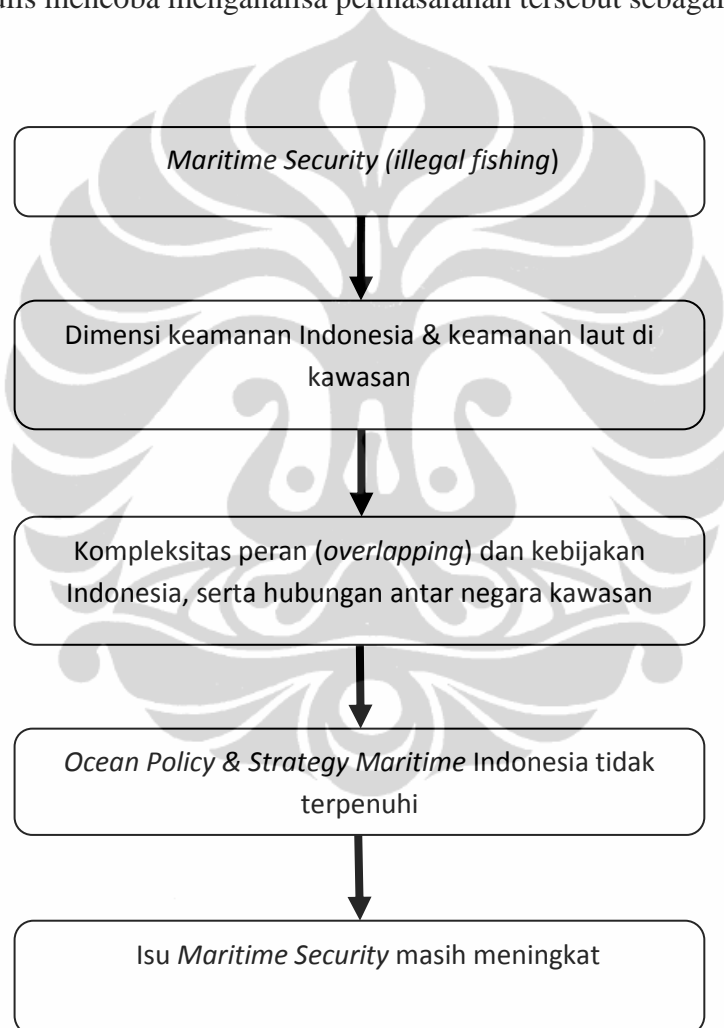 mencoba menganalisa permasalahan tersebut sebagai
Maritime Security (illegal fishing)
Dimensi keamanan Indonesia & keamanan laut di
kawasan
Kompleksitas peran (overlapping) dan kebijakan
Indonesia, serta hubungan antar negara kawasan
Ocean Policy & Strategy Maritime Indonesia tidak
terpenuhi
Isu Maritime Security masih meningkat